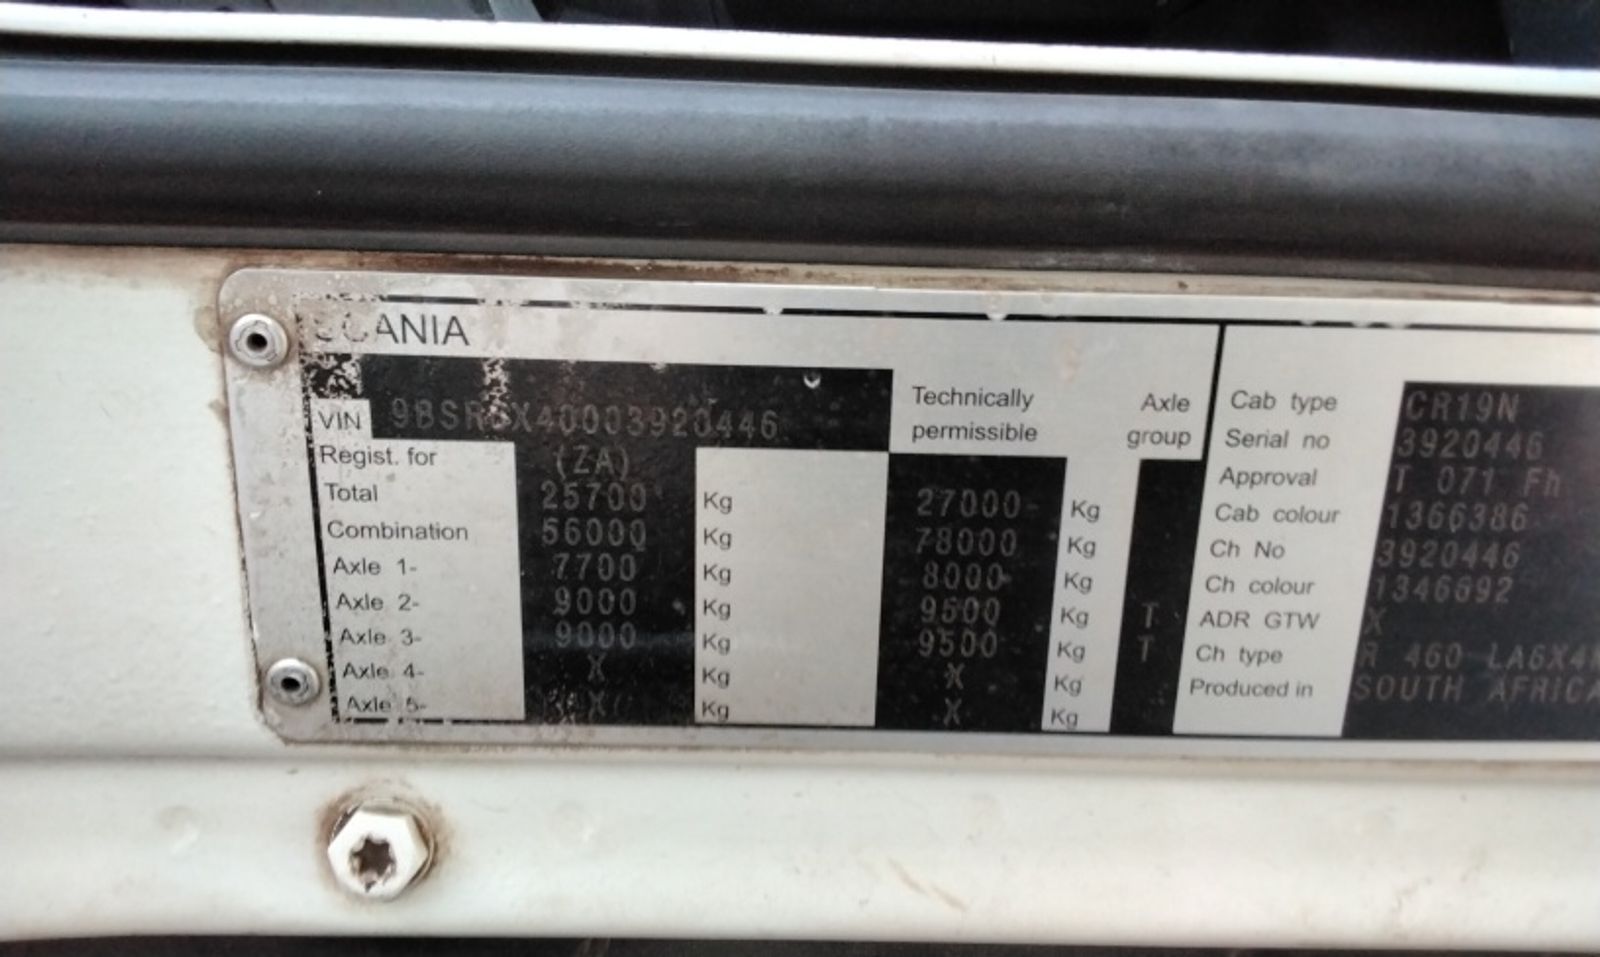 SCANIA
VIN 9BSR6X40003920446
Technically permissible
Axle group
Regist. for (ZA)
Total 25700 Kg 27000 Kg
Combination 56000 Kg 78000 Kg
Axle 1- 7700 Kg 8000 Kg
Axle 2- 9000 Kg 9500 Kg T
Axle 3- 9000 Kg 9500 Kg T
Axle 4- X Kg X Kg
Axle 5- X Kg X Kg
Cab type CR19N
Serial no 3920446
Approval T 071 Fh
Cab colour 1366386
Ch No 3920446
Ch colour 1346692
ADR GTW X
Ch type R 460 LA6X4
Produced in SOUTH AFRICA